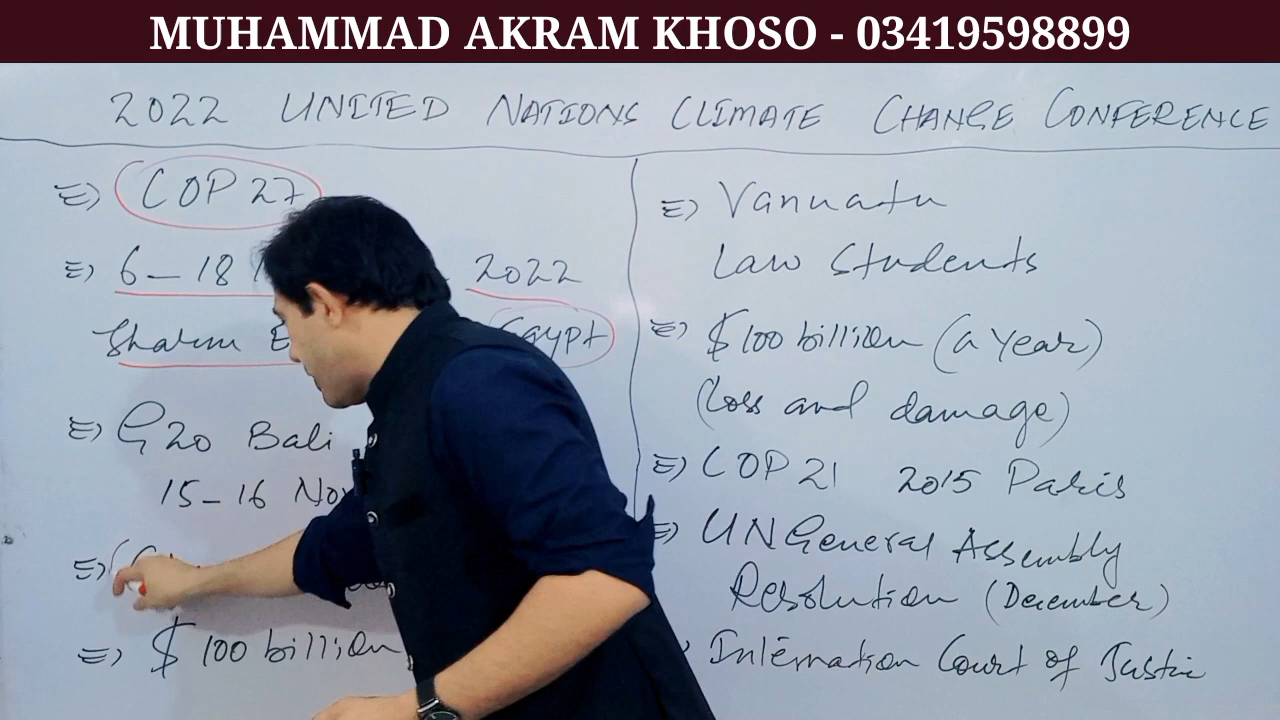 MUHAMMAD AKRAM KHOSO - 03419598899
2022 UNITED NATIONS CLIMATE CHANGE CONFERENCE
COP 27
6-18 2022
Sharm E Egypt
G20 Bali
15-16 Nov
$ 100 billion
Vanuatu
Law Students
$ 100 billion (a year)
(Loss and damage)
COP 21 2015 Paris
UN General Assembly
Resolution (December)
Internation Court of Justice